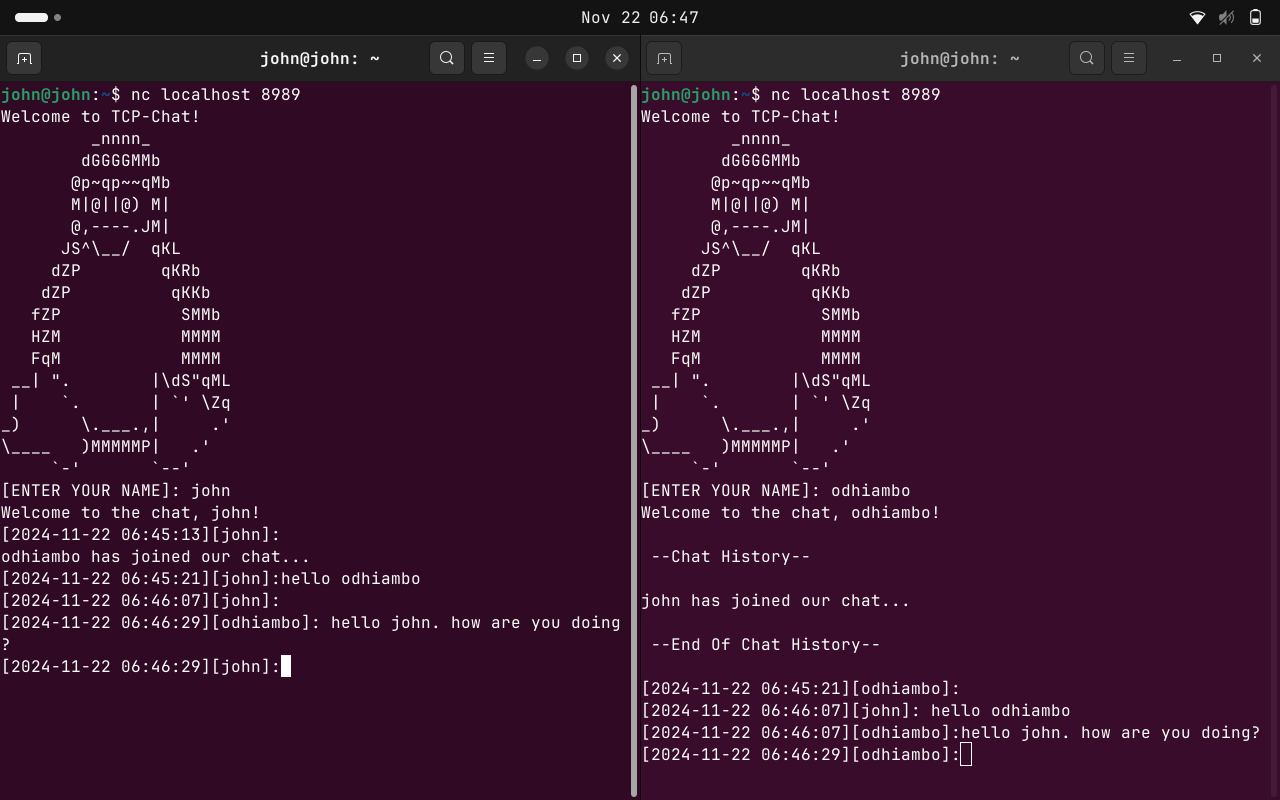 Nov 22 06:47
john@john: ~
john@john:~$ nc localhost 8989
Welcome to TCP-Chat!
         _nnnn_
        dGGGGMMb
       @p~qp~~qMb
       M|@||@) M|
       @,----.JM|
      JS^\__/  qKL
     dZP        qKRb
    dZP          qKKb
   fZP            SMMb
   HZM            MMMM
   FqM            MMMM
 __| ".        |\dS"qML
 |    `.       | `' \Zq
_)      \.___.,|     .'
\____   )MMMMMP|   .'
     `-'       `--'
[ENTER YOUR NAME]: john
Welcome to the chat, john!
[2024-11-22 06:45:13][john]:
odhiambo has joined our chat...
[2024-11-22 06:45:21][john]:hello odhiambo
[2024-11-22 06:46:07][john]:
[2024-11-22 06:46:29][odhiambo]: hello john. how are you doing
?
[2024-11-22 06:46:29][john]:
john@john: ~
john@john:~$ nc localhost 8989
Welcome to TCP-Chat!
         _nnnn_
        dGGGGMMb
       @p~qp~~qMb
       M|@||@) M|
       @,----.JM|
      JS^\__/  qKL
     dZP        qKRb
    dZP          qKKb
   fZP            SMMb
   HZM            MMMM
   FqM            MMMM
 __| ".        |\dS"qML
 |    `.       | `' \Zq
_)      \.___.,|     .'
\____   )MMMMMP|   .'
     `-'       `--'
[ENTER YOUR NAME]: odhiambo
Welcome to the chat, odhiambo!
 --Chat History--
john has joined our chat...
 --End Of Chat History--
[2024-11-22 06:45:21][odhiambo]:
[2024-11-22 06:46:07][john]: hello odhiambo
[2024-11-22 06:46:07][odhiambo]:hello john. how are you doing?
[2024-11-22 06:46:29][odhiambo]: